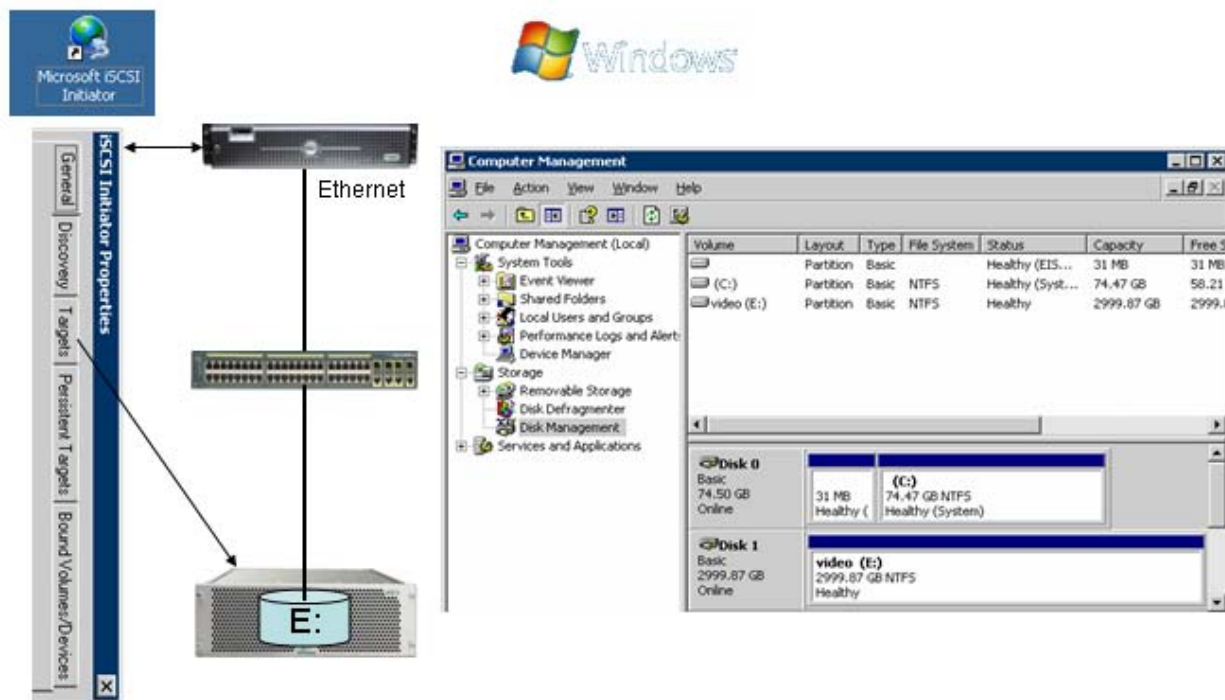 Microsoft iSCSI
Initiator
Windows
iSCSI Initiator Properties
General
Discovery
Targets
Persistent Targets
Bound Volumes/Devices
Ethernet
E:
Computer Management
File Action View Window Help
Computer Management (Local)
System Tools
Event Viewer
Shared Folders
Local Users and Groups
Performance Logs and Alert
Device Manager
Storage
Removable Storage
Disk Defragmenter
Disk Management
Services and Applications
Volume Layout Type File System Status Capacity Free S
Partition Basic Healthy (EIS... 31 MB 31 MB
(C:) Partition Basic NTFS Healthy (Syst... 74.47 GB 58.21
video (E:) Partition Basic NTFS Healthy 2999.87 GB 2999.
Disk 0
Basic
74.50 GB
Online
31 MB
Healthy (
(C:)
74.47 GB NTFS
Healthy (System)
Disk 1
Basic
2999.87 GB
Online
video (E:)
2999.87 GB NTFS
Healthy